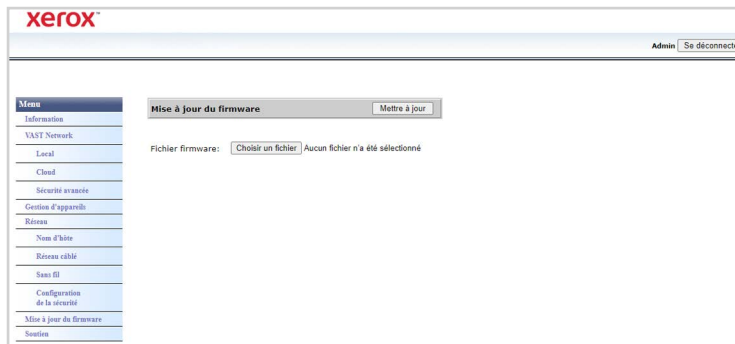 xerox™
Admin Se déconnecte
Menu
Information
VAST Network
Local
Cloud
Sécurité avancée
Gestion d'appareils
Réseau
Nom d'hôte
Réseau câblé
Sans fil
Configuration
de la sécurité
Mise à jour du firmware
Soutien
Mise à jour du firmware Mettre à jour
Fichier firmware: Choisir un fichier Aucun fichier n'a été sélectionné